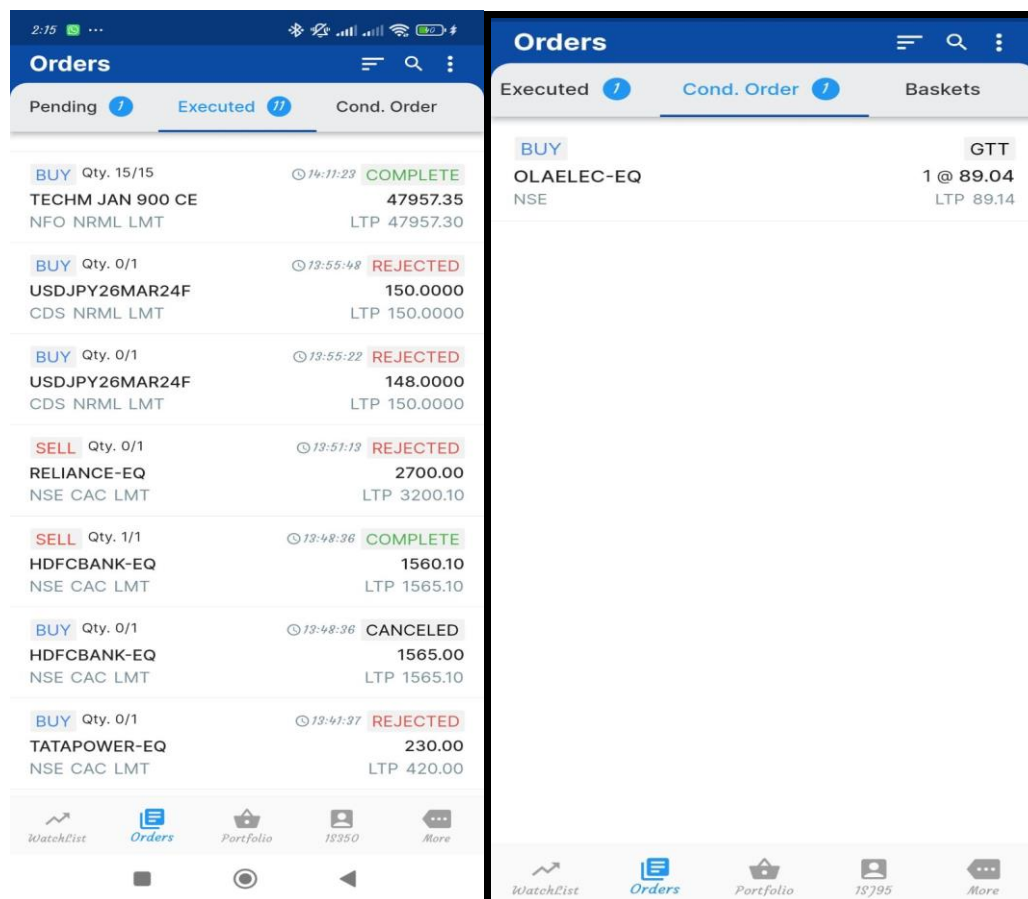 2:15 ...
Orders
Pending 1 Executed 11 Cond. Order
BUY Qty. 15/15 14:11:23 COMPLETE
TECHM JAN 900 CE 47957.35
NFO NRML LMT LTP 47957.30
BUY Qty. 0/1 13:55:48 REJECTED
USDJPY26MAR24F 150.0000
CDS NRML LMT LTP 150.0000
BUY Qty. 0/1 13:55:22 REJECTED
USDJPY26MAR24F 148.0000
CDS NRML LMT LTP 150.0000
SELL Qty. 0/1 13:51:13 REJECTED
RELIANCE-EQ 2700.00
NSE CAC LMT LTP 3200.10
SELL Qty. 1/1 13:48:36 COMPLETE
HDFCBANK-EQ 1560.10
NSE CAC LMT LTP 1565.10
BUY Qty. 0/1 13:48:36 CANCELED
HDFCBANK-EQ 1565.00
NSE CAC LMT LTP 1565.10
BUY Qty. 0/1 13:41:37 REJECTED
TATAPOWER-EQ 230.00
NSE CAC LMT LTP 420.00
WatchList Orders Portfolio 18350 More
Orders
Executed 1 Cond. Order 1 Baskets
BUY GTT
OLAELEC-EQ 1 @ 89.04
NSE LTP 89.14
WatchList Orders Portfolio 18795 More